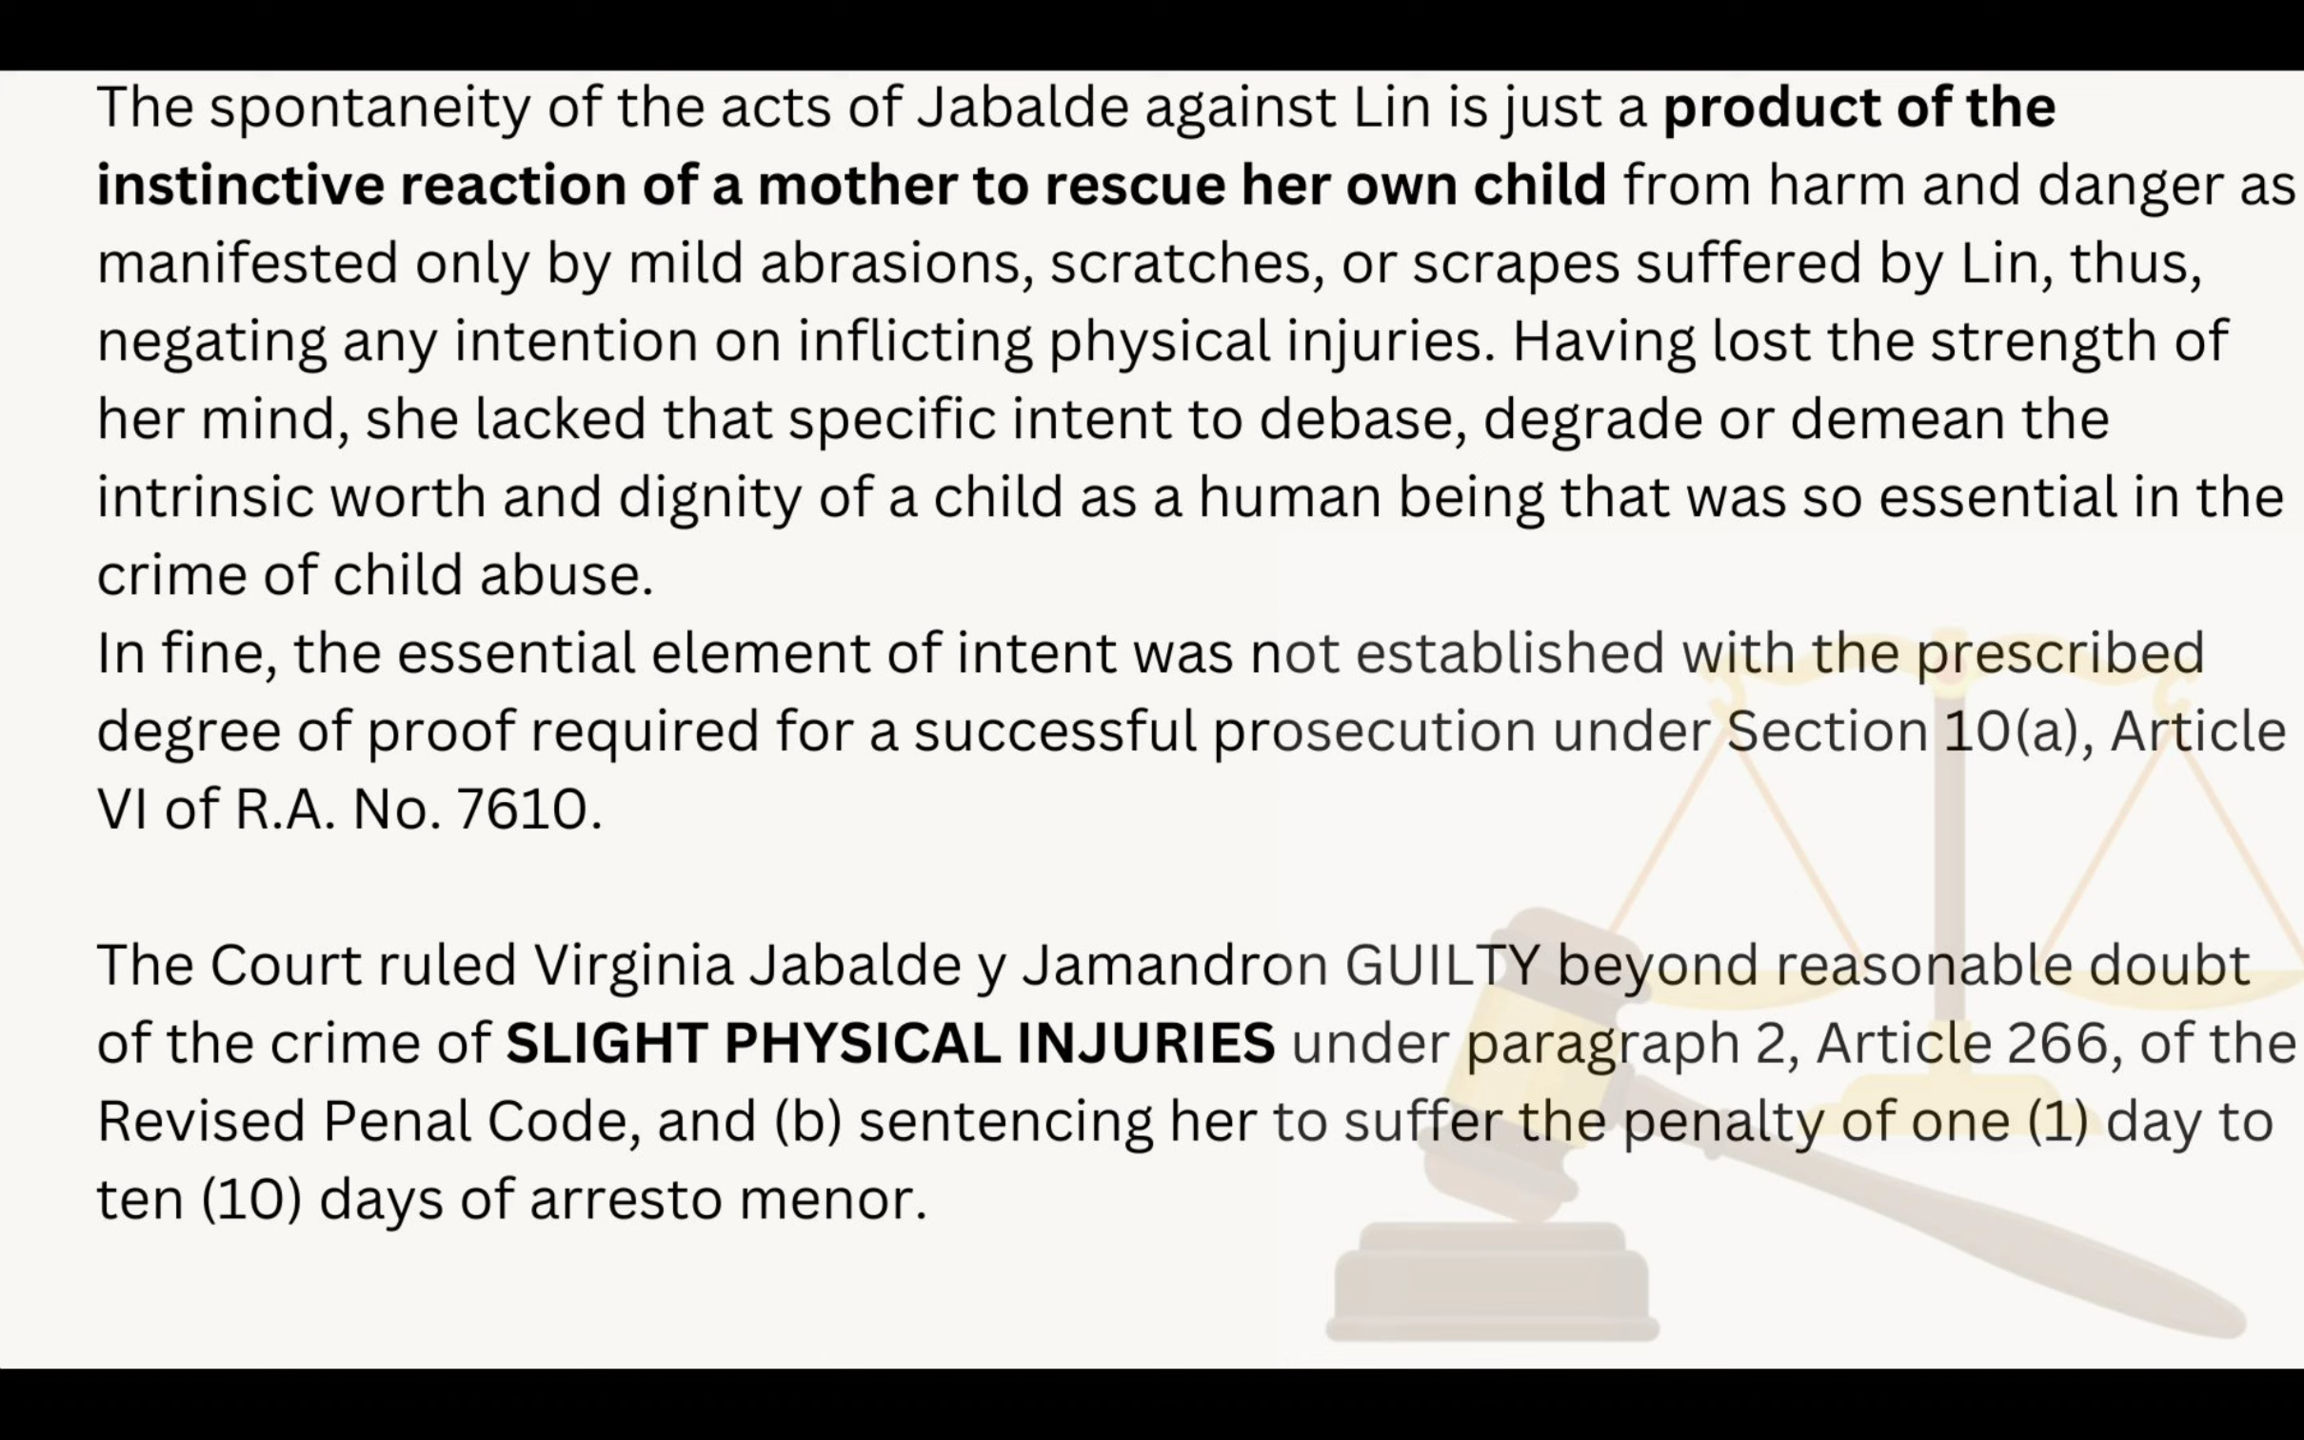 The spontaneity of the acts of Jabalde against Lin is just a product of the
instinctive reaction of a mother to rescue her own child from harm and danger as
manifested only by mild abrasions, scratches, or scrapes suffered by Lin, thus,
negating any intention on inflicting physical injuries. Having lost the strength of
her mind, she lacked that specific intent to debase, degrade or demean the
intrinsic worth and dignity of a child as a human being that was so essential in the
crime of child abuse.
In fine, the essential element of intent was not established with the prescribed
degree of proof required for a successful prosecution under Section 10(a), Article
VI of R.A. No. 7610.
The Court ruled Virginia Jabalde y Jamandron GUILTY beyond reasonable doubt
of the crime of SLIGHT PHYSICAL INJURIES under paragraph 2, Article 266, of the
Revised Penal Code, and (b) sentencing her to suffer the penalty of one (1) day to
ten (10) days of arresto menor.